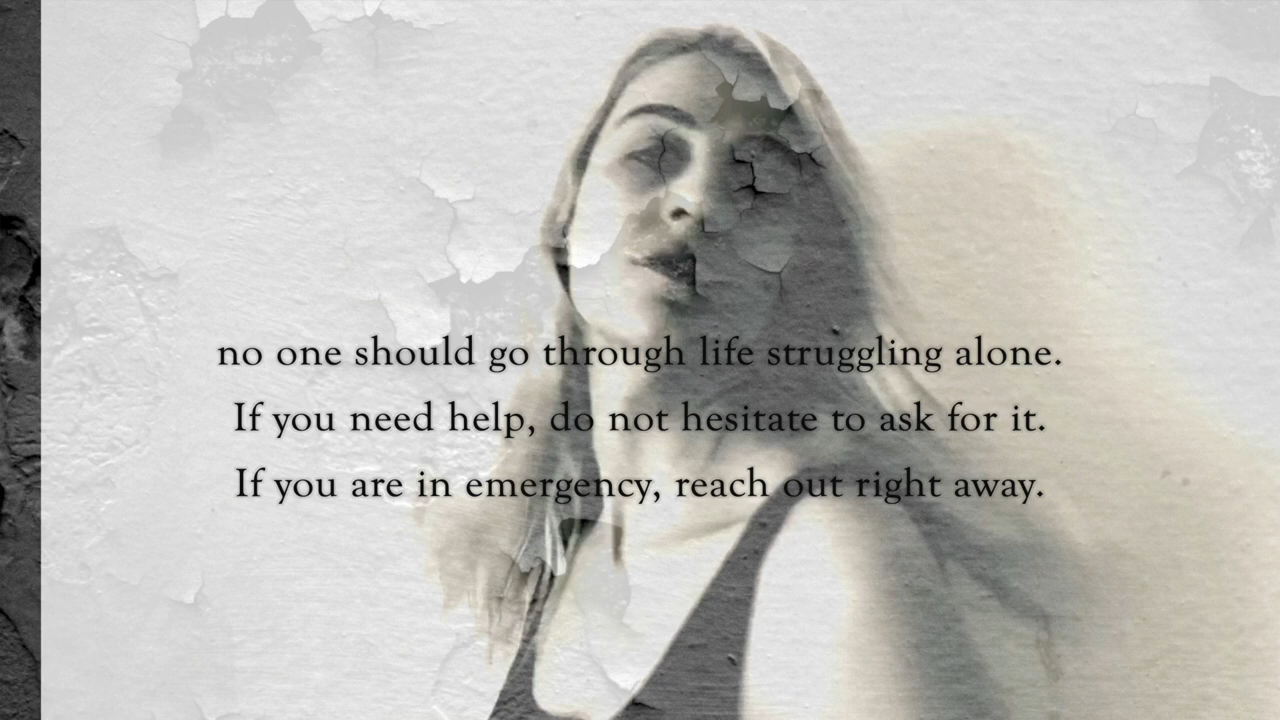 no one should go through life struggling alone.
If you need help, do not hesitate to ask for it.
If you are in emergency, reach out right away.